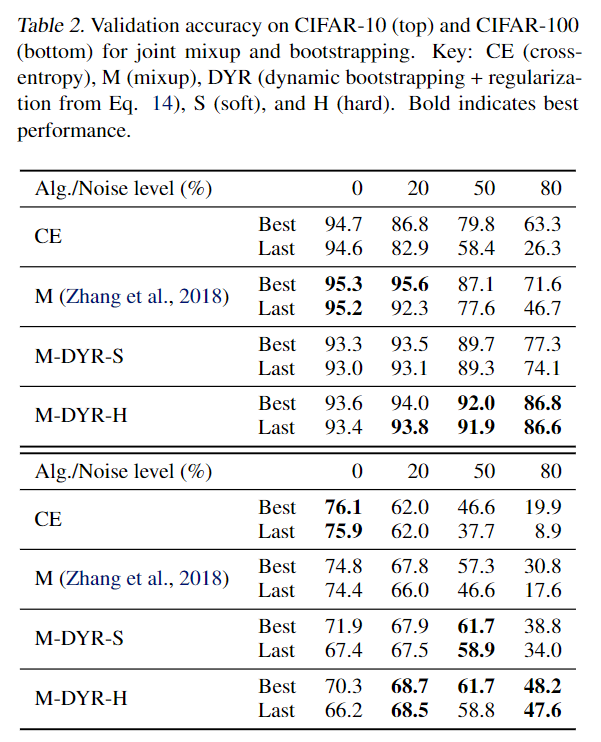 Table 2. Validation accuracy on CIFAR-10 (top) and CIFAR-100
(bottom) for joint mixup and bootstrapping. Key: CE (cross-
entropy), M (mixup), DYR (dynamic bootstrapping + regulariza-
tion from Eq. 14), S (soft), and H (hard). Bold indicates best
performance.
Alg./Noise level (%) 0 20 50 80
CE Best 94.7 86.8 79.8 63.3
Last 94.6 82.9 58.4 26.3
M (Zhang et al., 2018) Best 95.3 95.6 87.1 71.6
Last 95.2 92.3 77.6 46.7
M-DYR-S Best 93.3 93.5 89.7 77.3
Last 93.0 93.1 89.3 74.1
M-DYR-H Best 93.6 94.0 92.0 86.8
Last 93.4 93.8 91.9 86.6
Alg./Noise level (%) 0 20 50 80
CE Best 76.1 62.0 46.6 19.9
Last 75.9 62.0 37.7 8.9
M (Zhang et al., 2018) Best 74.8 67.8 57.3 30.8
Last 74.4 66.0 46.6 17.6
M-DYR-S Best 71.9 67.9 61.7 38.8
Last 67.4 67.5 58.9 34.0
M-DYR-H Best 70.3 68.7 61.7 48.2
Last 66.2 68.5 58.8 47.6